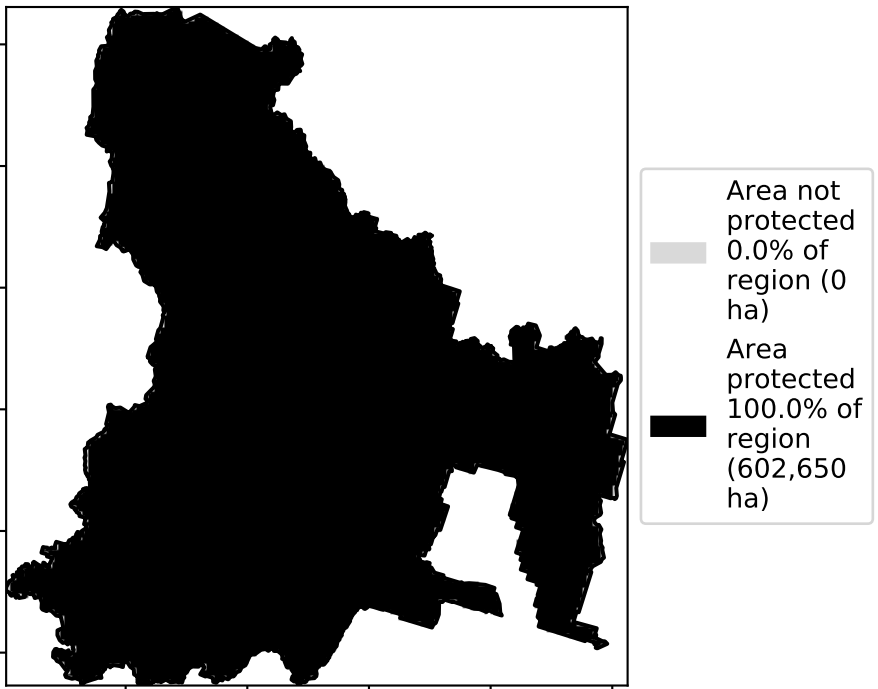 Area not
protected
0.0% of
region (0
ha)
Area
protected
100.0% of
region
(602,650
ha)